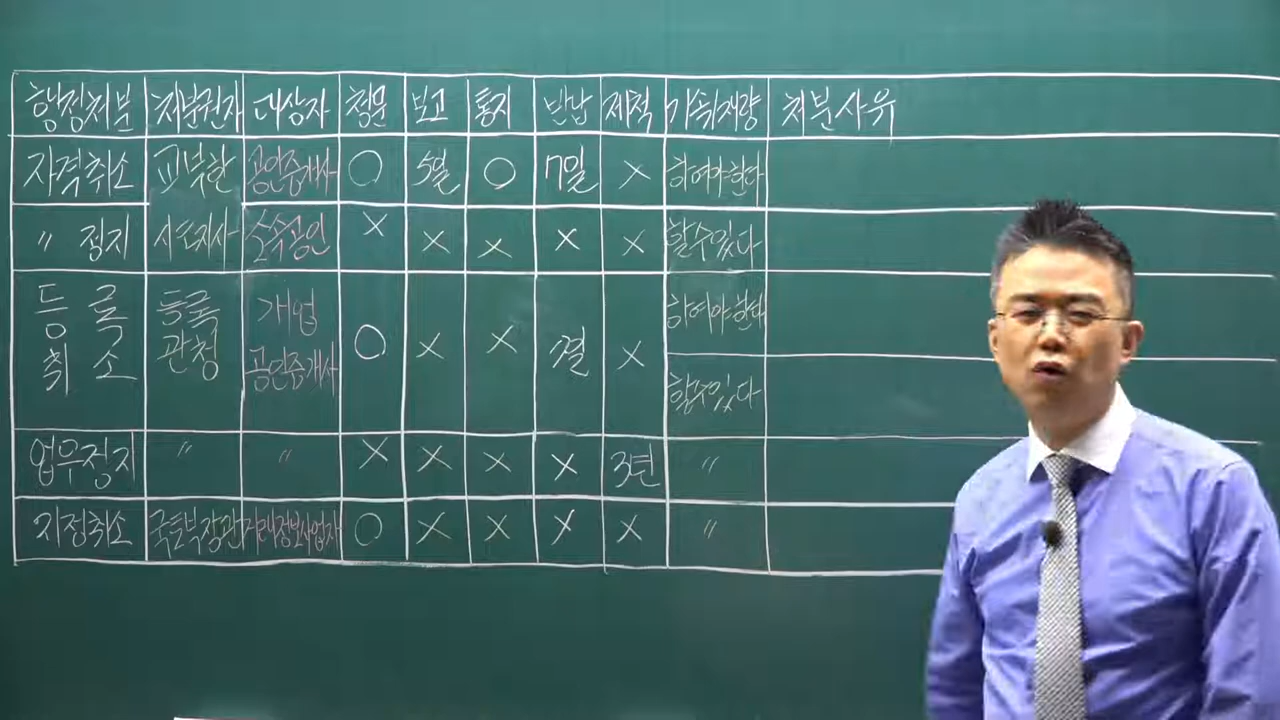 행정처분 처분권자 대상자 청문 보고 통지 반납 제척 기속/재량 처분사유
자격취소 교부한 공인중개사 ○ 5일 ○ 7일 × 하여야한다
〃 정지 시·도지사 소속공인 × × × × × 할수있다
등록 등록 개업 하여야한다
취소 관청 공인중개사 ○ × × 7일 × 할수있다
업무정지 〃 〃 × × × × 3년 〃
지정취소 국토부장관 거래정보사업자 ○ × × × × 〃